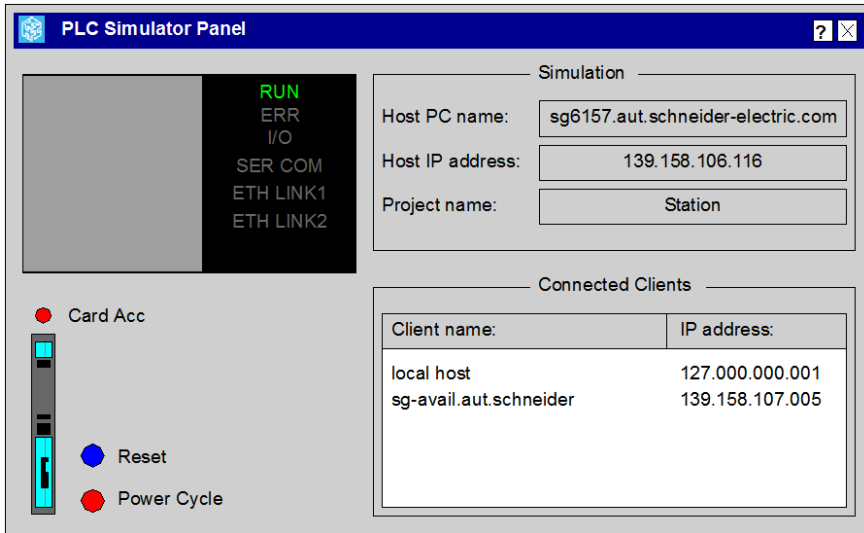 PLC Simulator Panel
?
RUN
ERR
I/O
SER COM
ETH LINK1
ETH LINK2
Card Acc
Reset
Power Cycle
Simulation
Host PC name: sg6157.aut.schneider-electric.com
Host IP address: 139.158.106.116
Project name: Station
Connected Clients
Client name: IP address:
local host 127.000.000.001
sg-avail.aut.schneider 139.158.107.005